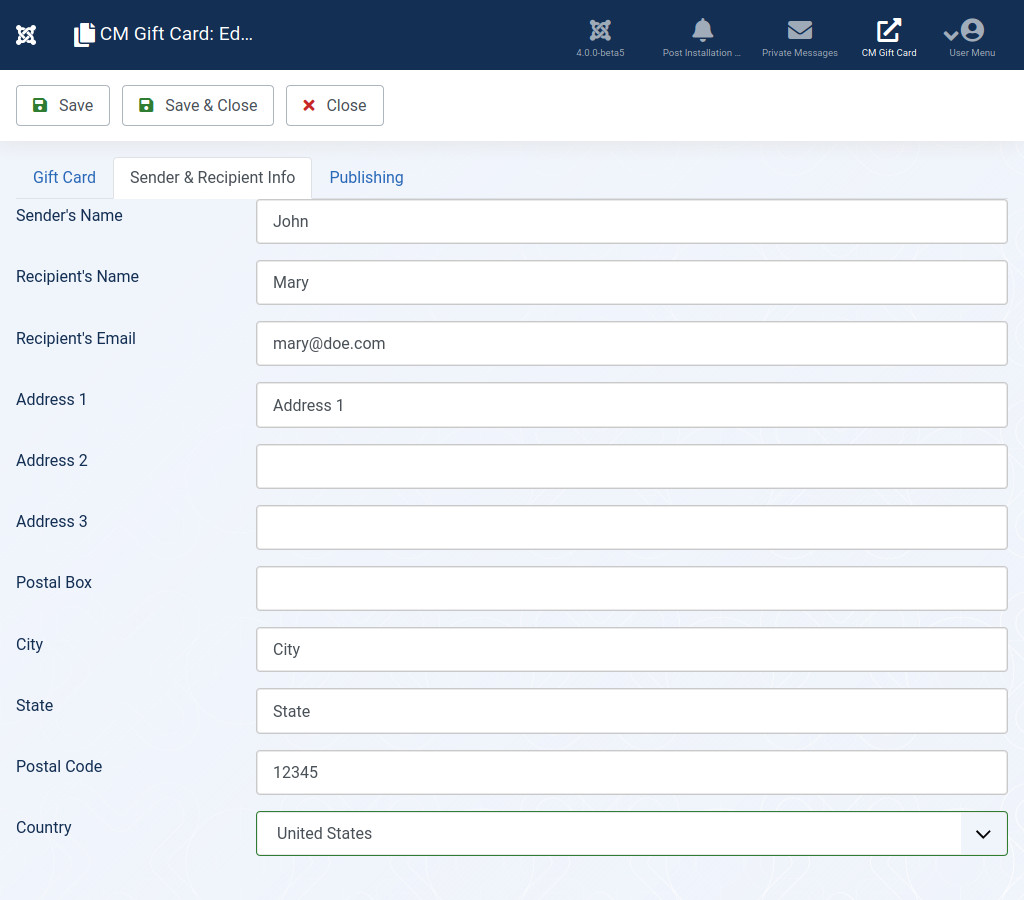 CM Gift Card: Ed...
4.0.0-beta5
Post Installation ...
Private Messages
CM Gift Card
User Menu
Save
Save & Close
Close
Gift Card
Sender & Recipient Info
Publishing
Sender's Name
John
Recipient's Name
Mary
Recipient's Email
mary@doe.com
Address 1
Address 1
Address 2
Address 3
Postal Box
City
City
State
State
Postal Code
12345
Country
United States